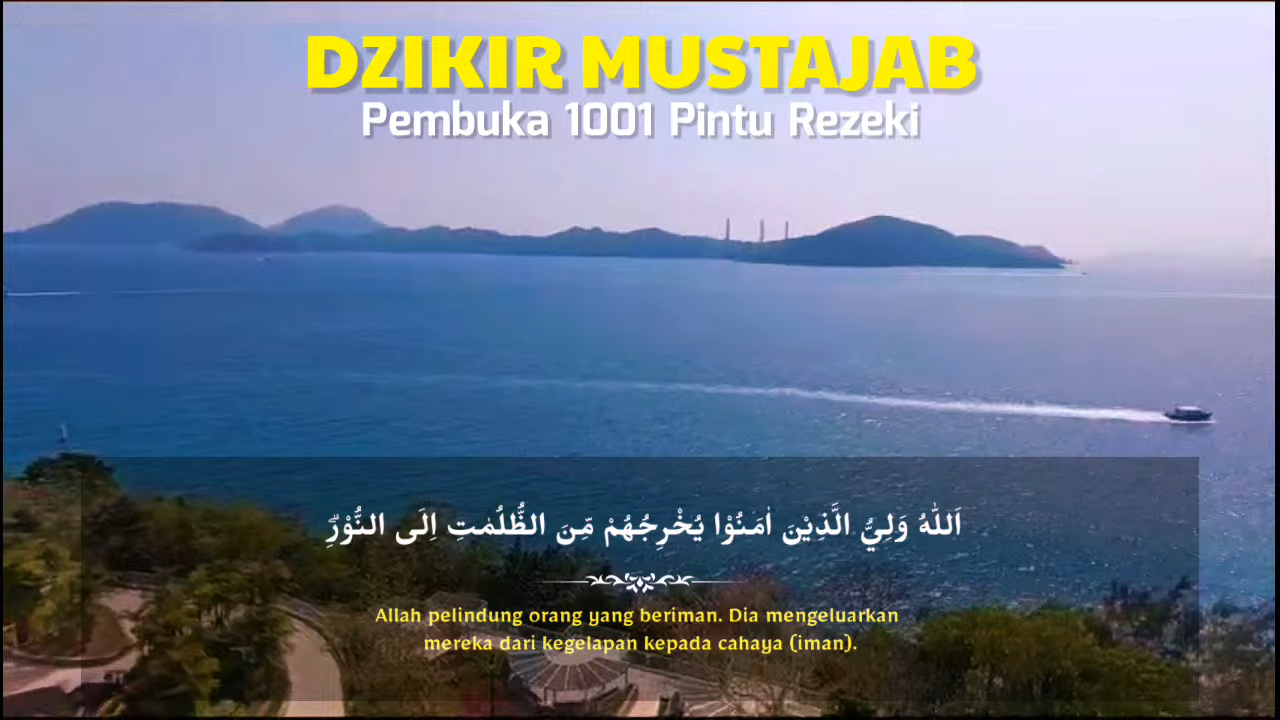 DZIKIR MUSTAJAB
Pembuka 1001 Pintu Rezeki
اَللّٰهُ وَلِيُّ الَّذِيْنَ اٰمَنُوْا يُخْرِجُهُمْ مِّنَ الظُّلُمٰتِ اِلَى النُّوْرِۗ
Allah pelindung orang yang beriman. Dia mengeluarkan
mereka dari kegelapan kepada cahaya (iman).